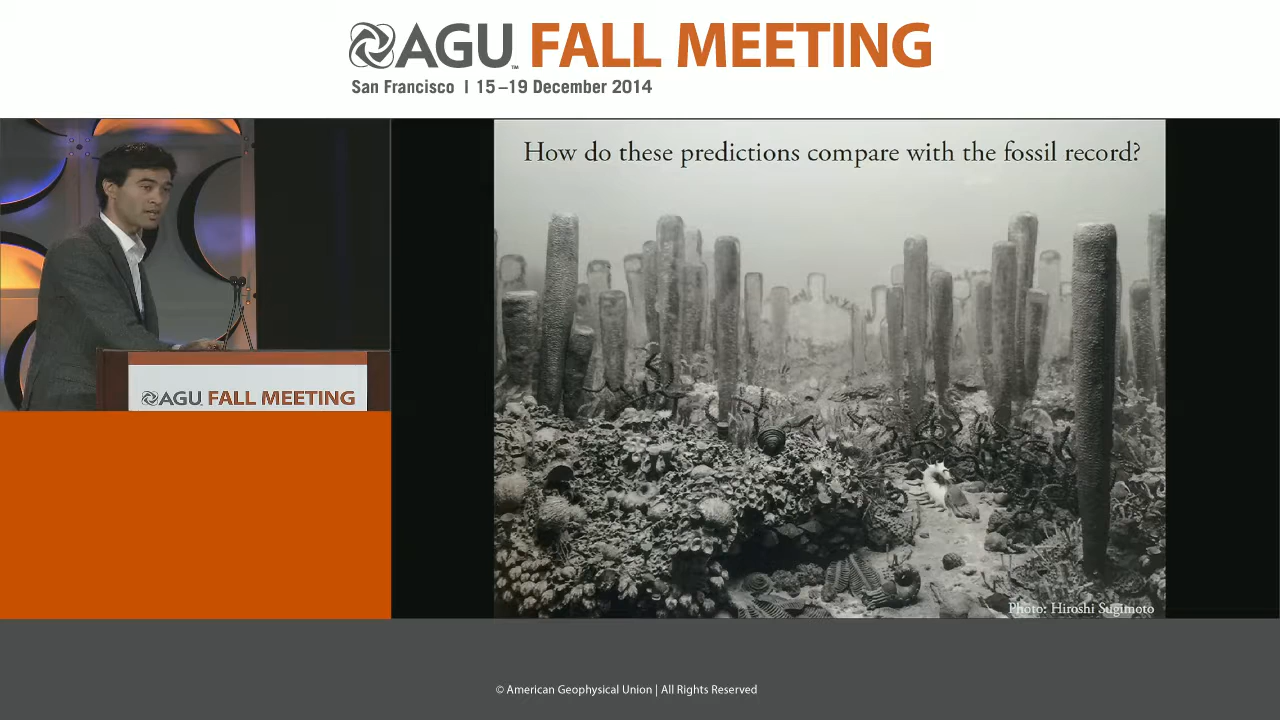 AGU™ FALL MEETING
San Francisco | 15–19 December 2014
How do these predictions compare with the fossil record?
AGU FALL MEETING
Photo: Hiroshi Sugimoto
© American Geophysical Union | All Rights Reserved